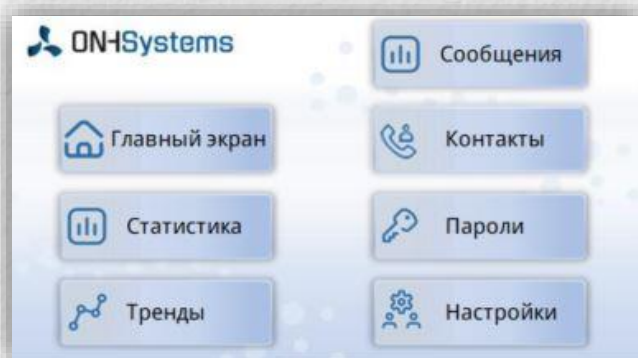 ONHSystems
Сообщения
Главный экран
Контакты
Статистика
Пароли
Тренды
Настройки